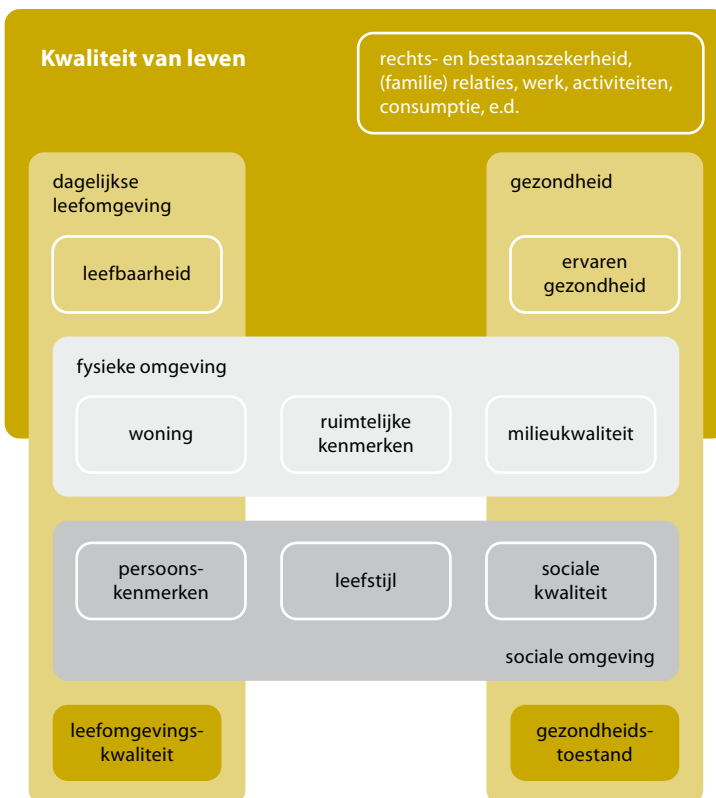 Kwaliteit van leven
rechts- en bestaanszekerheid,
(familie) relaties, werk, activiteiten,
consumptie, e.d.
dagelijkse
leefomgeving
gezondheid
leefbaarheid
ervaren
gezondheid
fysieke omgeving
woning
ruimtelijke
kenmerken
milieukwaliteit
persoons-
kenmerken
leefstijl
sociale
kwaliteit
sociale omgeving
leefomgevings-
kwaliteit
gezondheids-
toestand